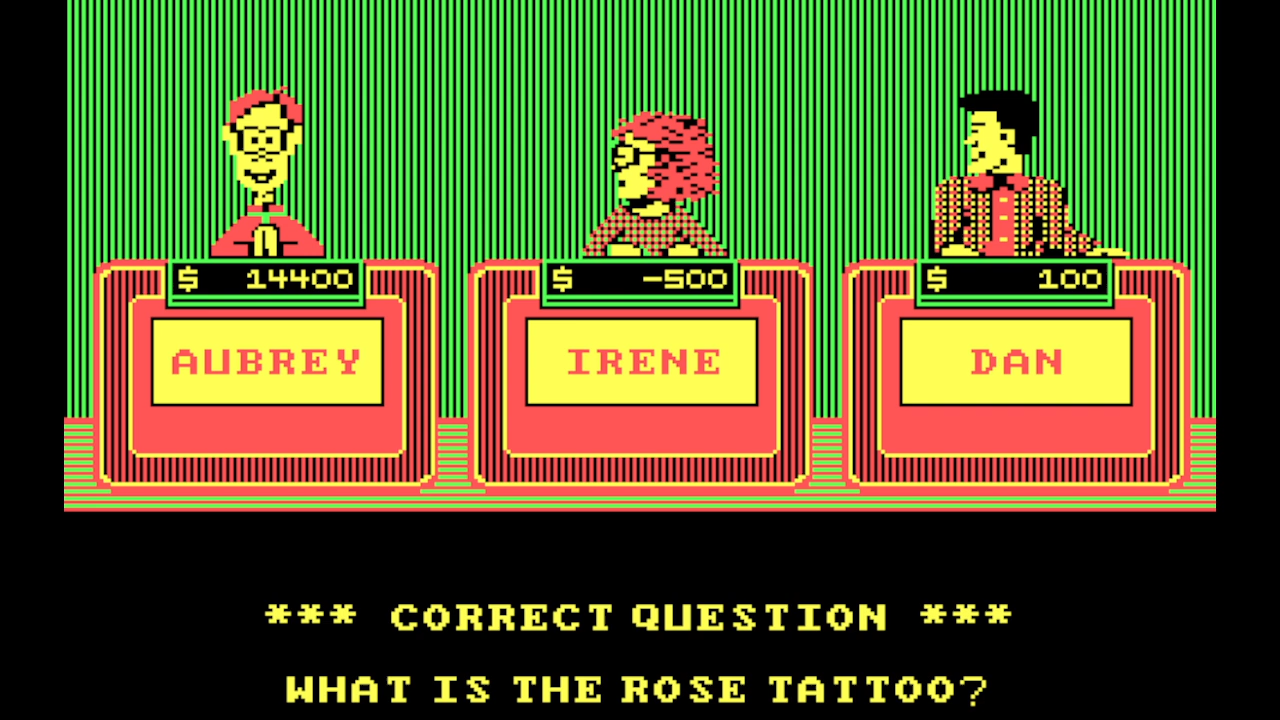 $ 14400
$ -500
$ 100
AUBREY
IRENE
DAN
*** CORRECT QUESTION ***
WHAT IS THE ROSE TATTOO?